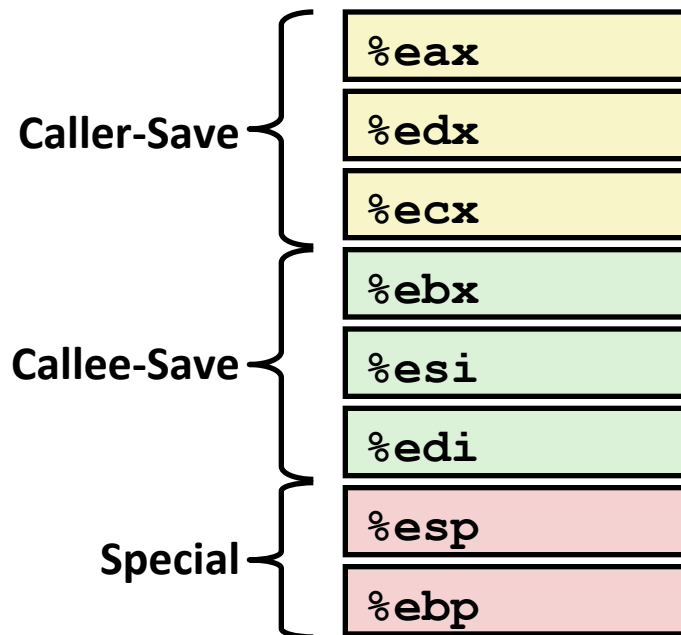 %eax
Caller-Save
%edx
%ecx
%ebx
Callee-Save
%esi
%edi
%esp
Special
%ebp